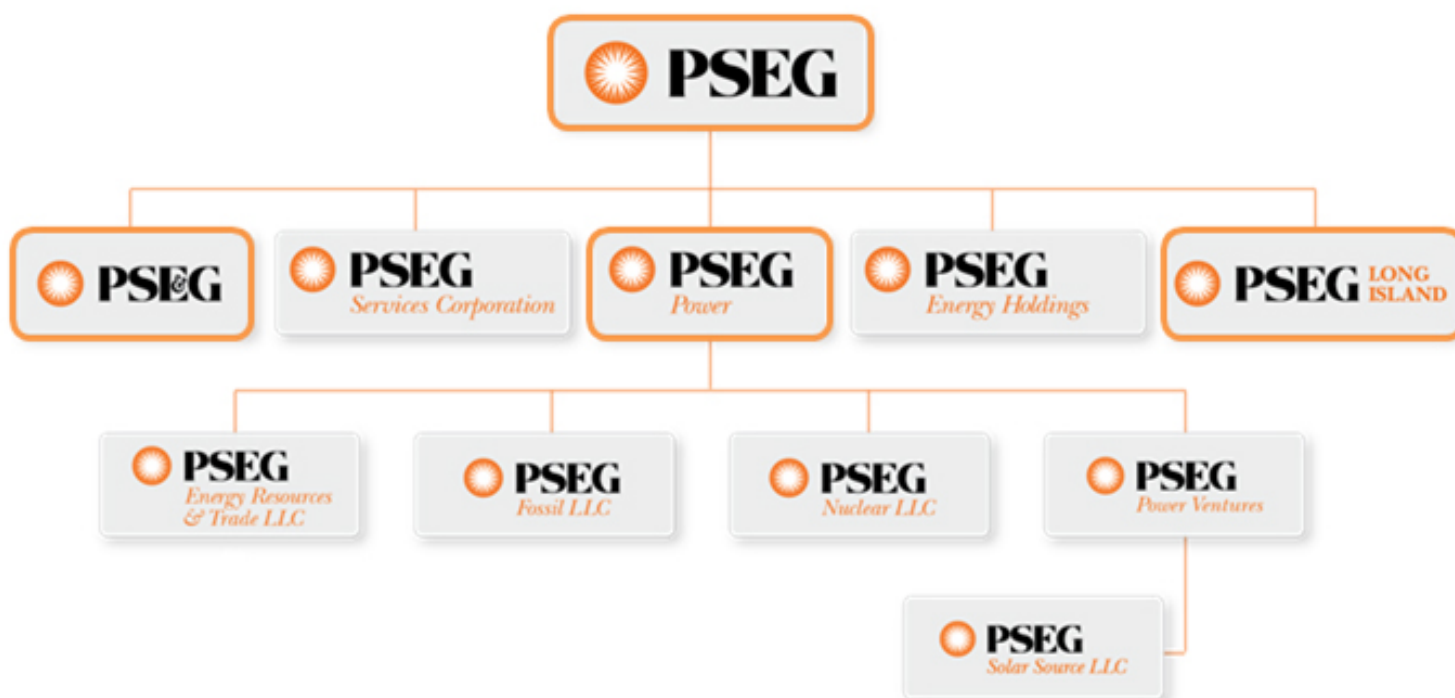 PSEG
PSE&G
PSEG
Services Corporation
PSEG
Power
PSEG
Energy Holdings
PSEG LONG
ISLAND
PSEG
Energy Resources
& Trade LLC
PSEG
Fossil LLC
PSEG
Nuclear LLC
PSEG
Power Ventures
PSEG
Solar Source LLC